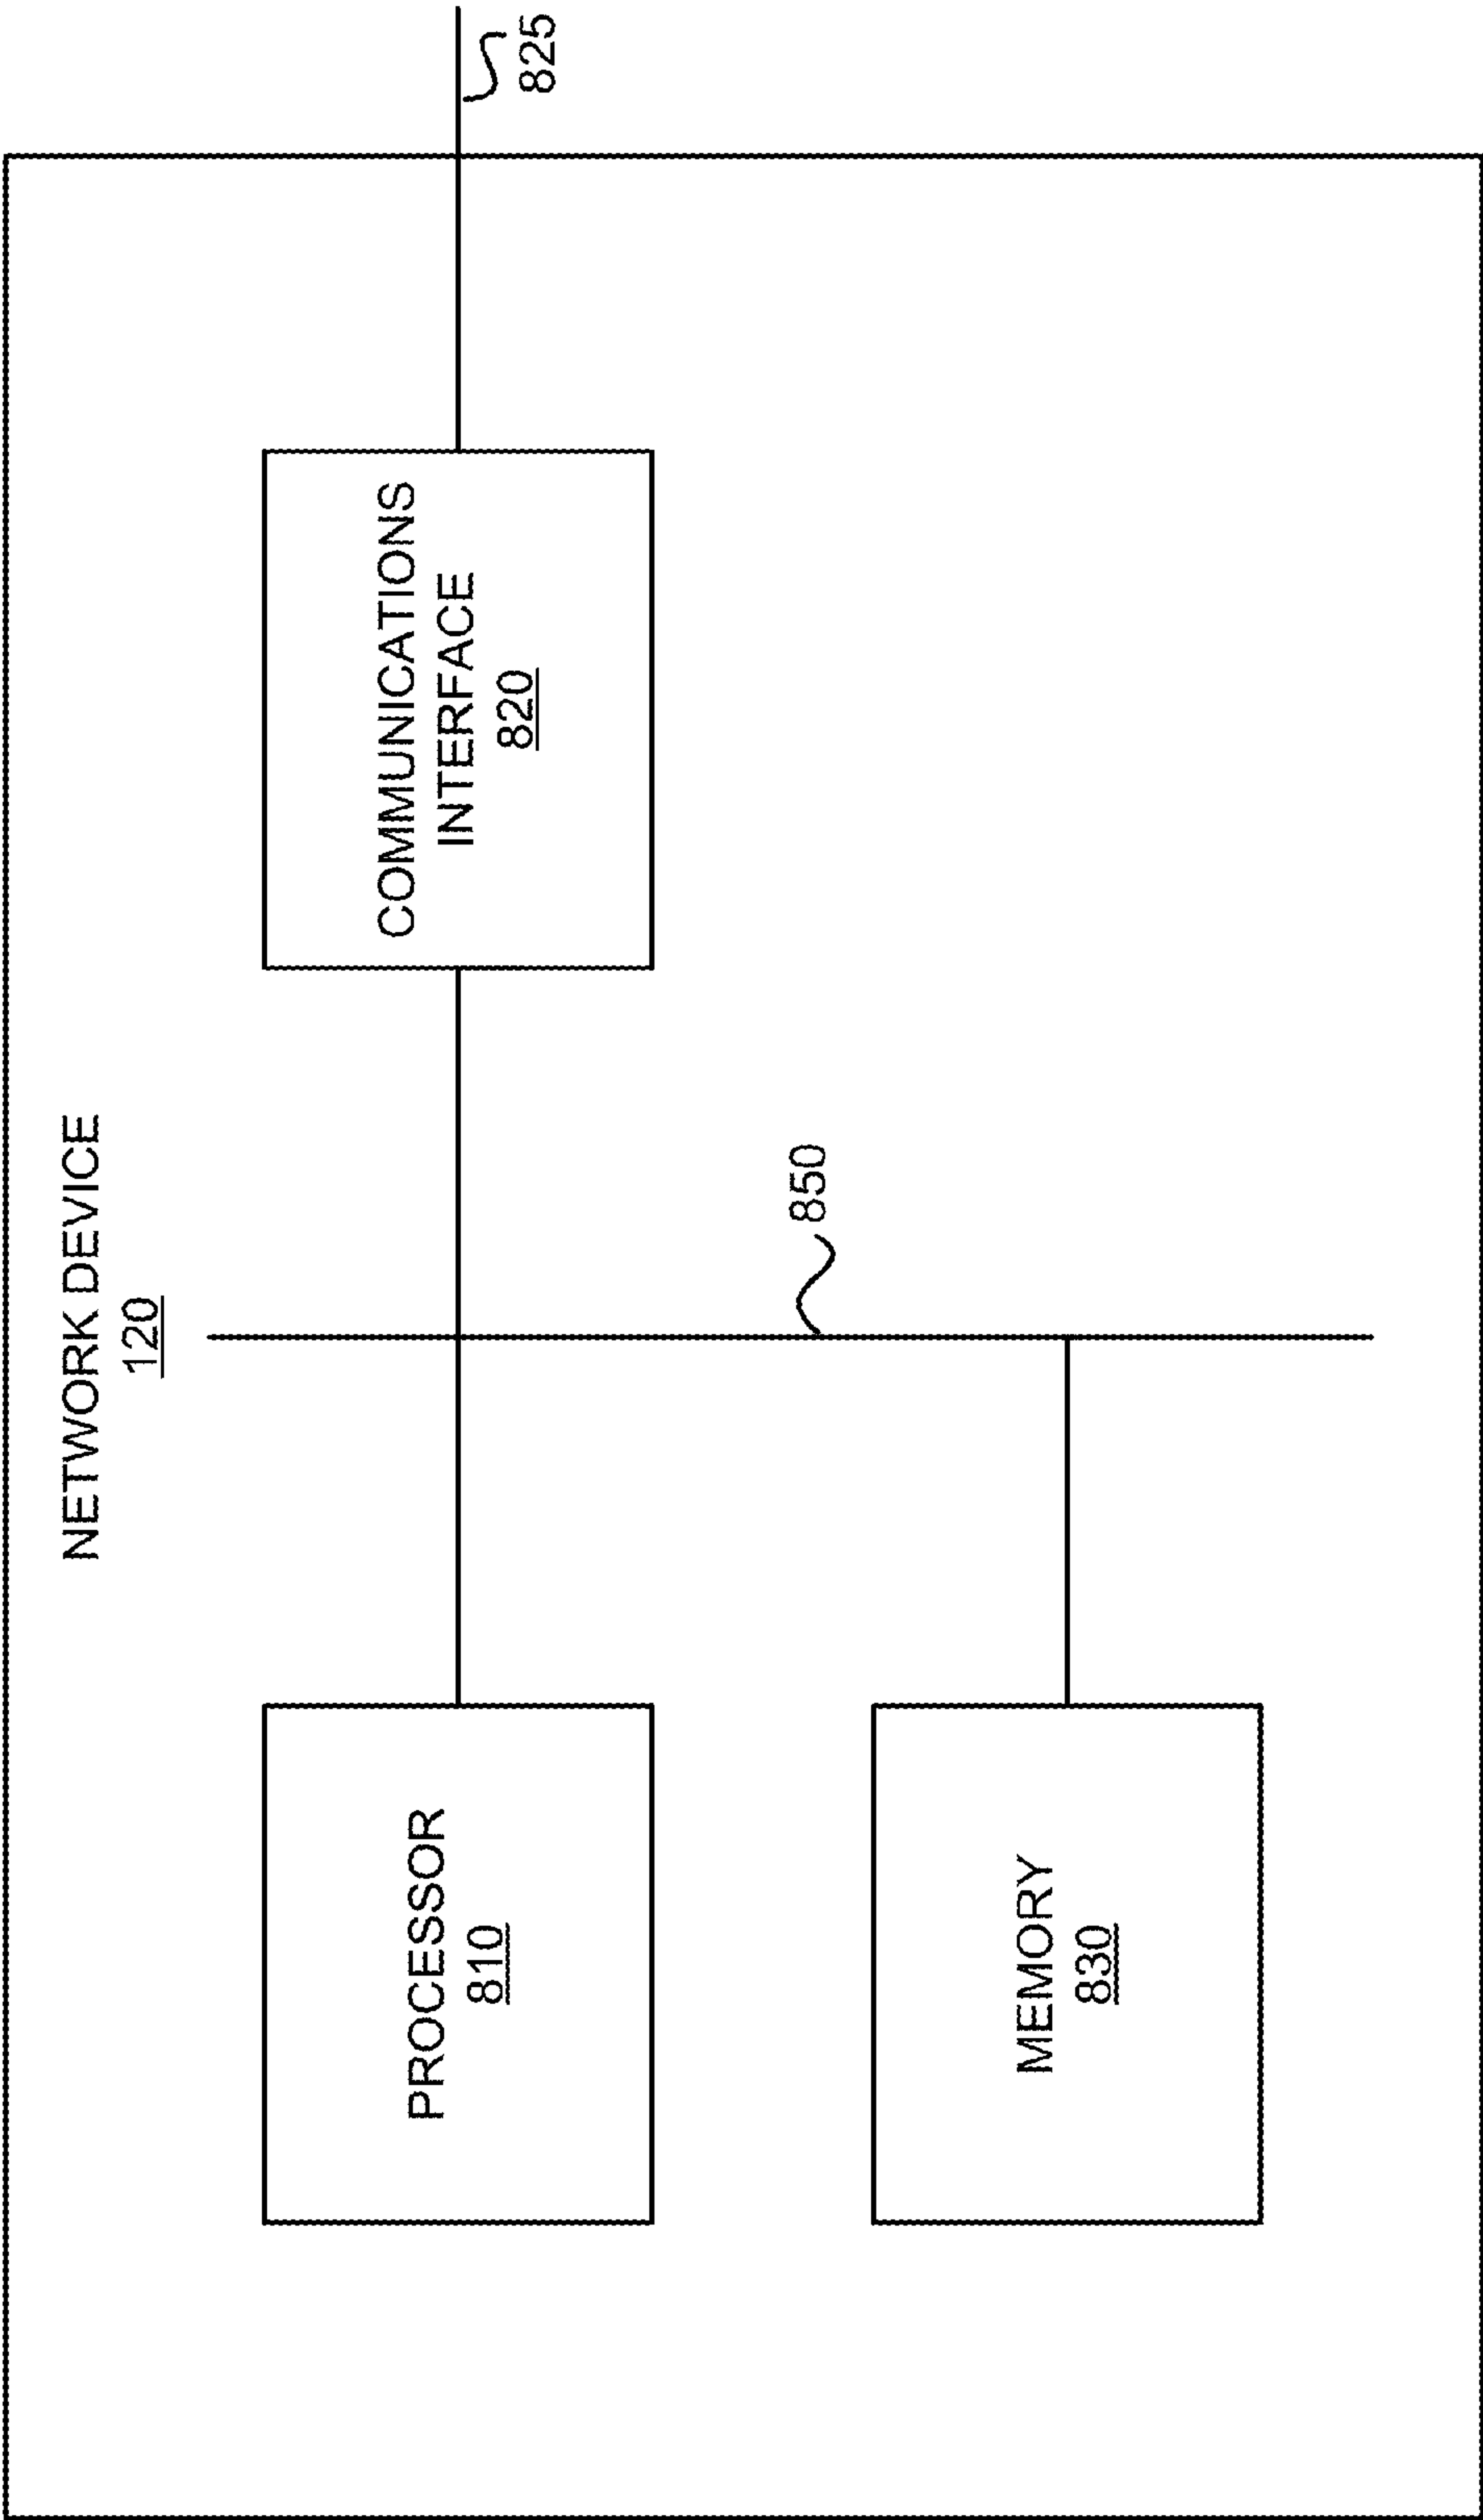 NETWORK DEVICE
120
PROCESSOR
810
COMMUNICATIONS
INTERFACE
820
825
850
MEMORY
830